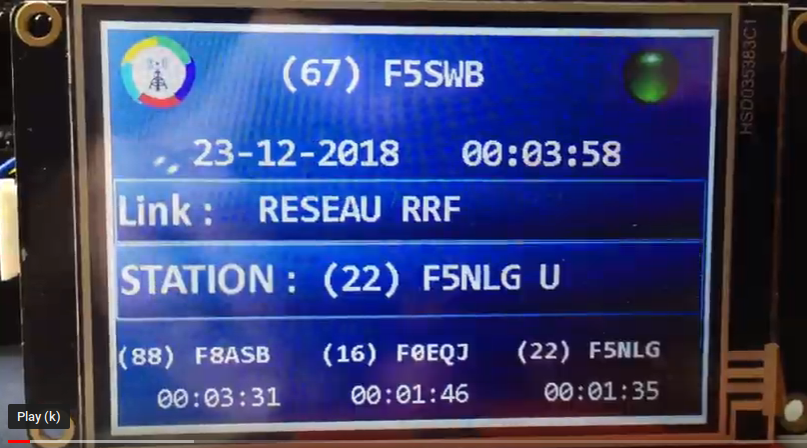 (67) F5SWB
23-12-2018 00:03:58
Link : RESEAU RRF
STATION : (22) F5NLG U
(88) F8ASB (16) F0EQJ (22) F5NLG
00:03:31 00:01:46 00:01:35
HSD035383C1
Play (k)